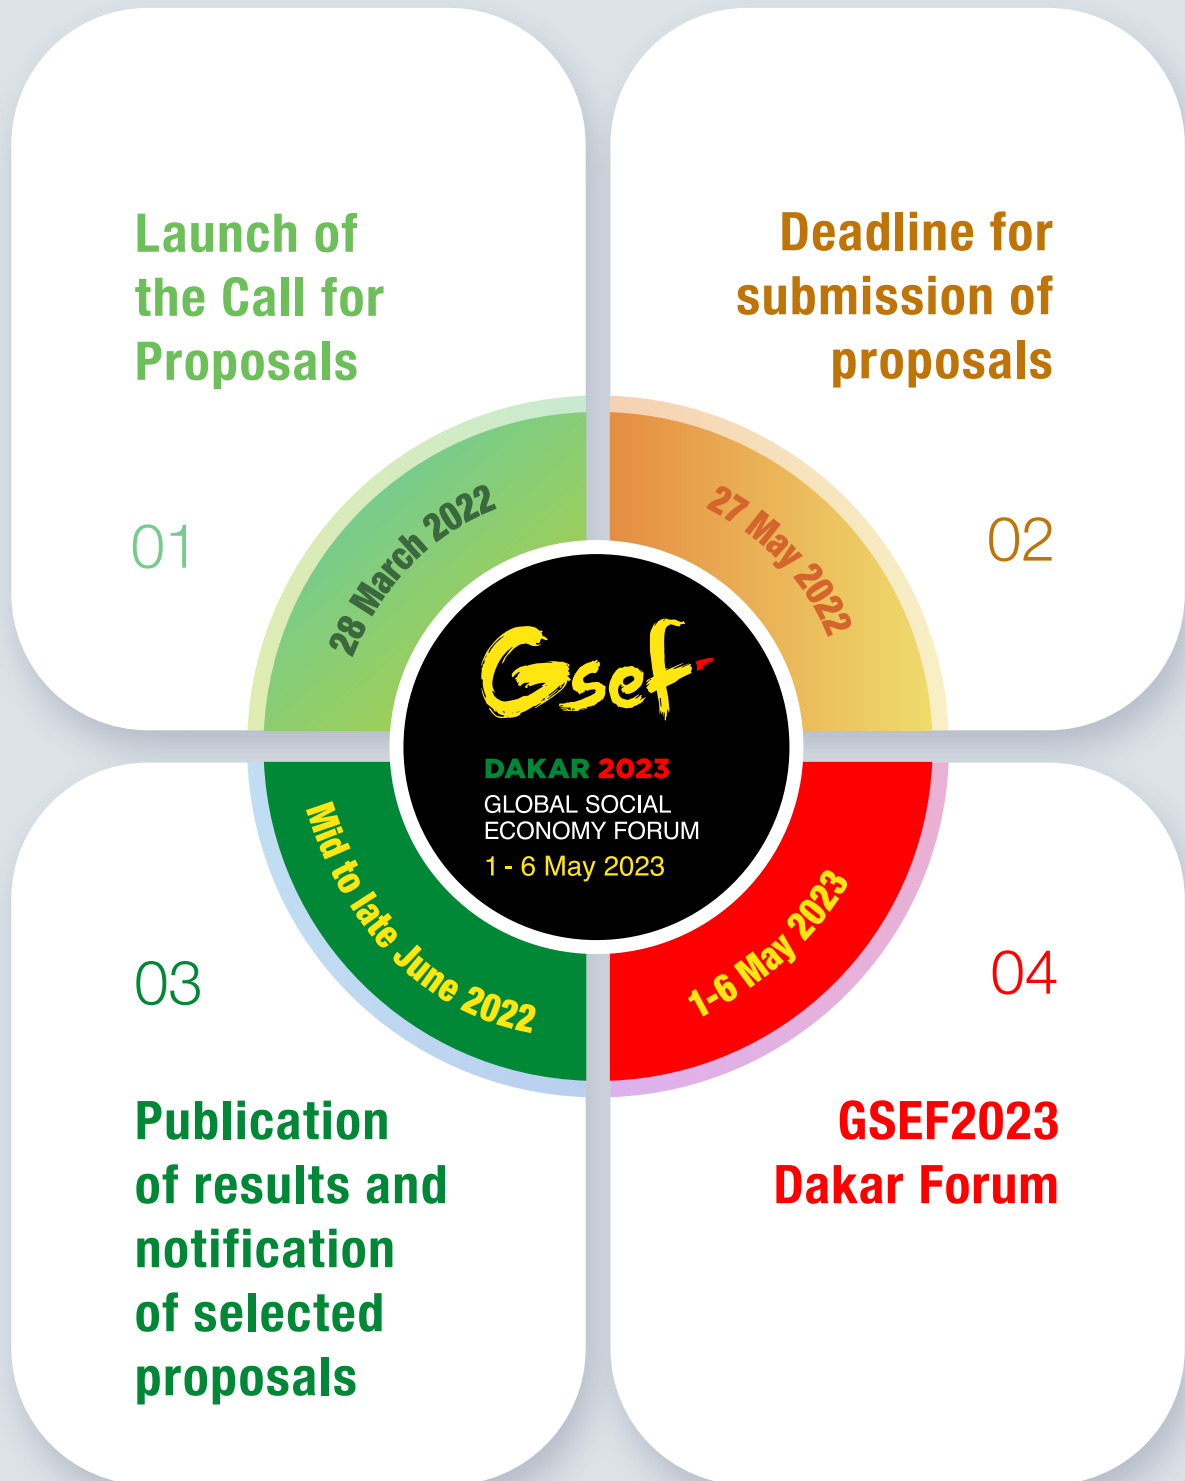 Launch of
the Call for
Proposals
01
28 March 2022
Deadline for
submission of
proposals
02
27 May 2022
Gsef
DAKAR 2023
GLOBAL SOCIAL
ECONOMY FORUM
1 - 6 May 2023
Mid to late June 2022
03
Publication
of results and
notification
of selected
proposals
1-6 May 2023
04
GSEF2023
Dakar Forum